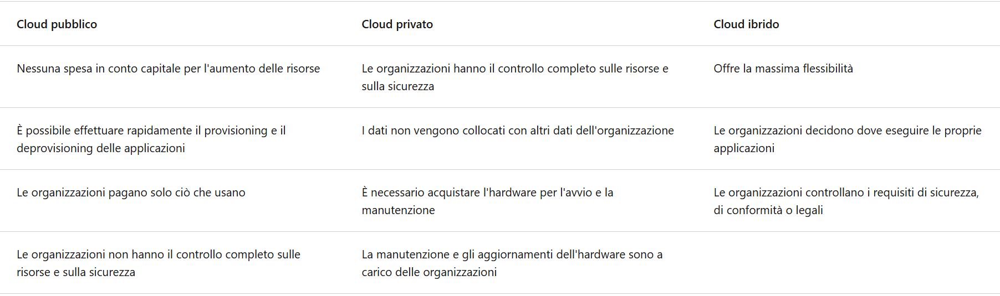 Cloud pubblico
Cloud privato
Cloud ibrido
Nessuna spesa in conto capitale per l'aumento delle risorse
Le organizzazioni hanno il controllo completo sulle risorse e
sulla sicurezza
Offre la massima flessibilità
È possibile effettuare rapidamente il provisioning e il
deprovisioning delle applicazioni
I dati non vengono collocati con altri dati dell'organizzazione
Le organizzazioni decidono dove eseguire le proprie
applicazioni
Le organizzazioni pagano solo ciò che usano
È necessario acquistare l'hardware per l'avvio e la
manutenzione
Le organizzazioni controllano i requisiti di sicurezza,
di conformità o legali
Le organizzazioni non hanno il controllo completo sulle
risorse e sulla sicurezza
La manutenzione e gli aggiornamenti dell'hardware sono a
carico delle organizzazioni